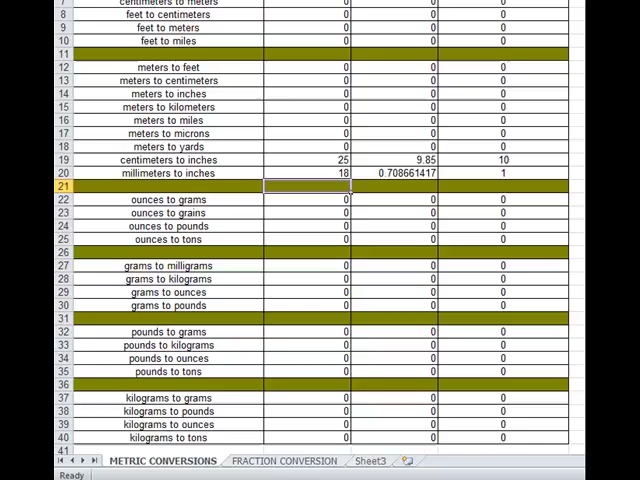 7 centimeters to meters 0 0 0
8 feet to centimeters 0 0 0
9 feet to meters 0 0 0
10 feet to miles 0 0 0
11
12 meters to feet 0 0 0
13 meters to centimeters 0 0 0
14 meters to inches 0 0 0
15 meters to kilometers 0 0 0
16 meters to miles 0 0 0
17 meters to microns 0 0 0
18 meters to yards 0 0 0
19 centimeters to inches 25 9.85 10
20 millimeters to inches 18 0.708661417 1
21
22 ounces to grams 0 0 0
23 ounces to grains 0 0 0
24 ounces to pounds 0 0 0
25 ounces to tons 0 0 0
26
27 grams to milligrams 0 0 0
28 grams to kilograms 0 0 0
29 grams to ounces 0 0 0
30 grams to pounds 0 0 0
31
32 pounds to grams 0 0 0
33 pounds to kilograms 0 0 0
34 pounds to ounces 0 0 0
35 pounds to tons 0 0 0
36
37 kilograms to grams 0 0 0
38 kilograms to pounds 0 0 0
39 kilograms to ounces 0 0 0
40 kilograms to tons 0 0 0
41
METRIC CONVERSIONS FRACTION CONVERSION Sheet3
Ready